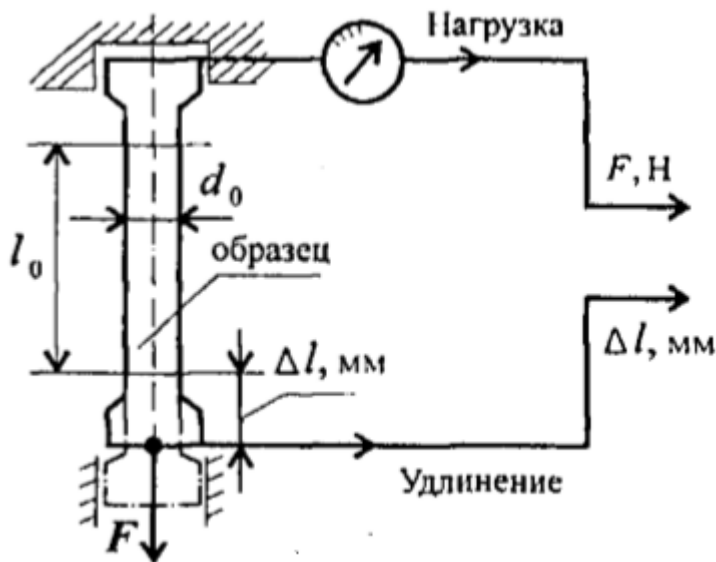 Нагрузка
F, Н
d₀
l₀
образец
Δl, мм
Δl, мм
Удлинение
F